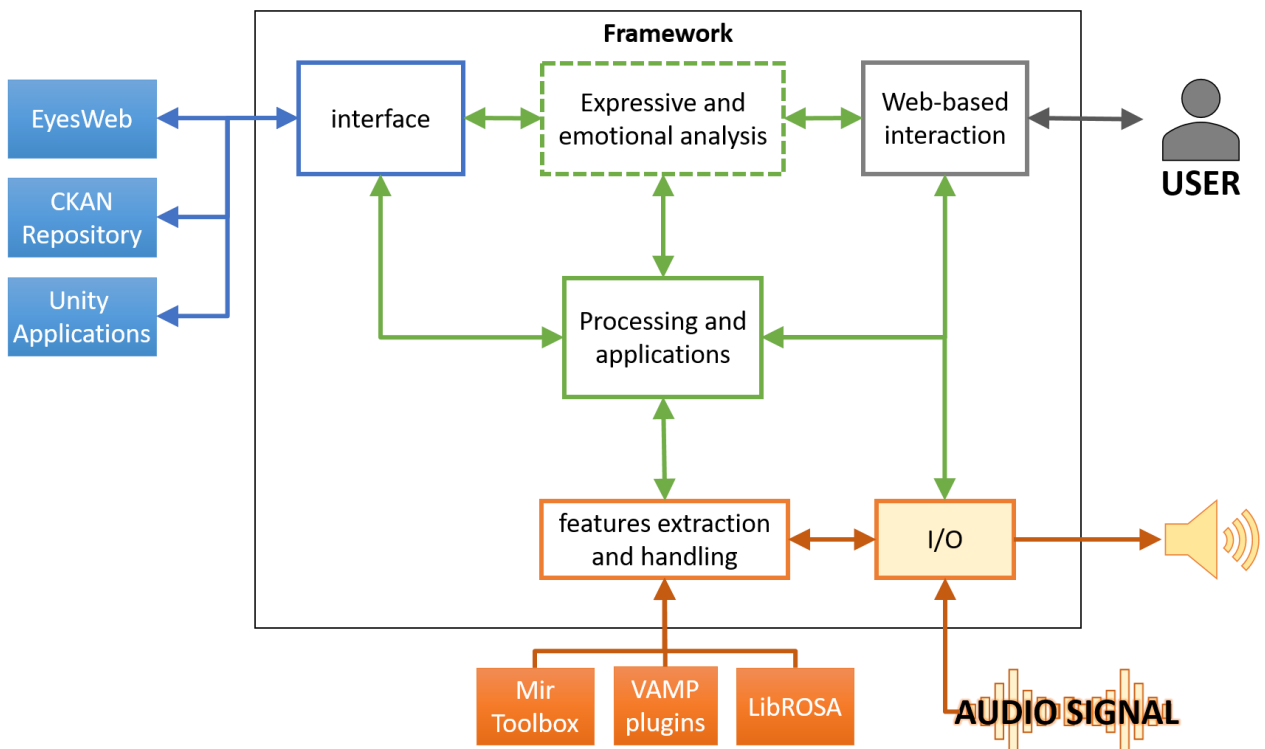 Framework
EyesWeb
CKAN
Repository
Unity
Applications
interface
Expressive and
emotional analysis
Web-based
interaction
USER
Processing and
applications
features extraction
and handling
I/O
Mir
Toolbox
VAMP
plugins
LibROSA
AUDIO SIGNAL